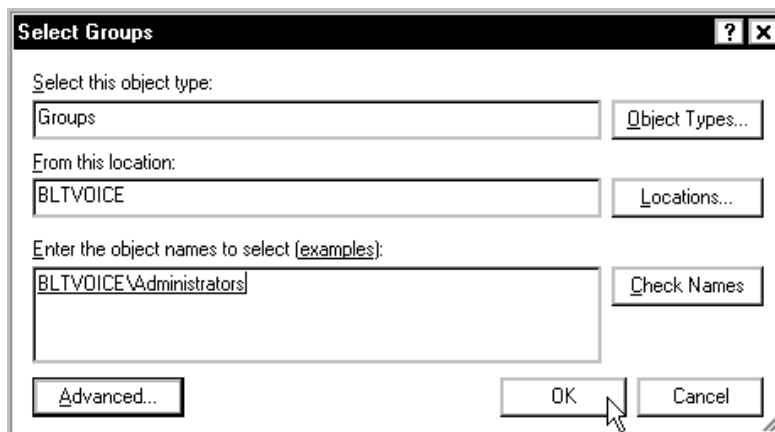 Select Groups
Select this object type:
Groups
Object Types...
From this location:
BLTVOICE
Locations...
Enter the object names to select (examples):
BLTVOICE\Administrators
Check Names
Advanced...
OK
Cancel